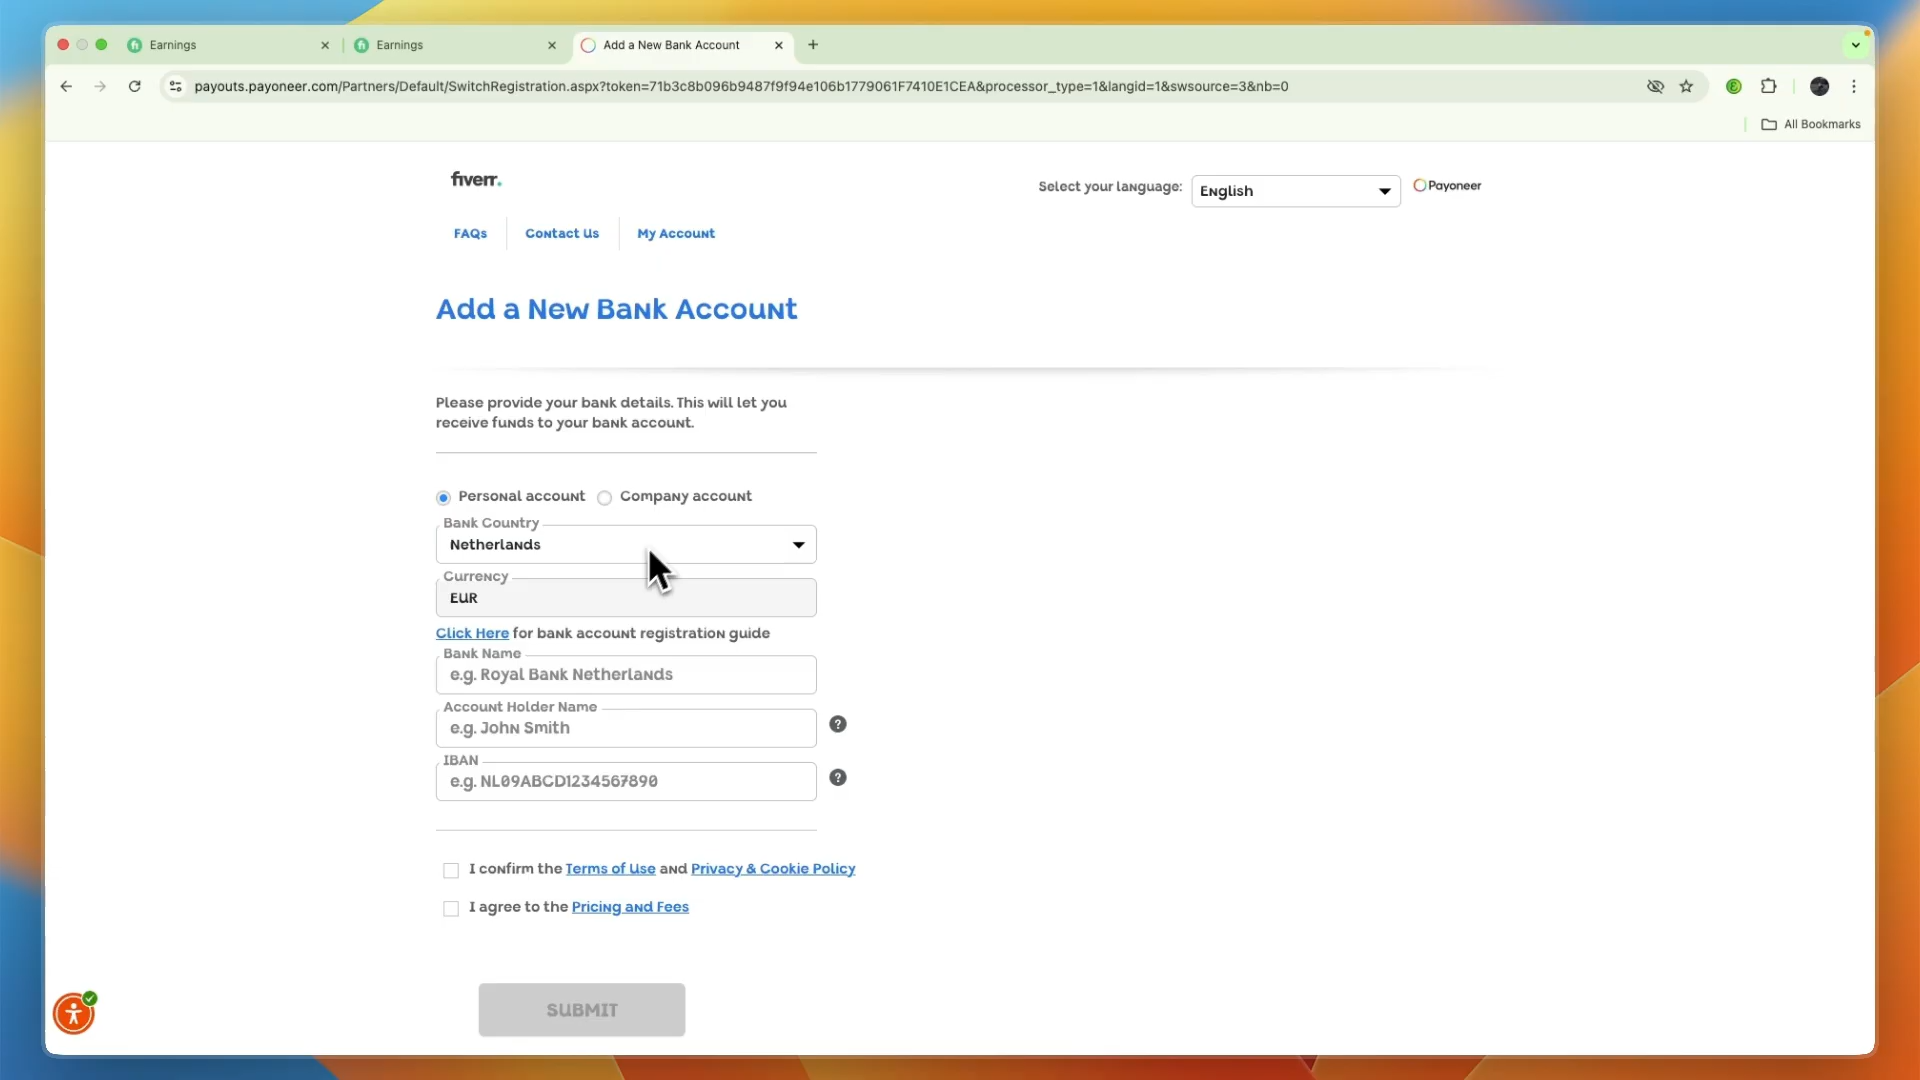 Earnings
Earnings
Add a New Bank Account
payouts.payoneer.com/Partners/Default/SwitchRegistration.aspx?token=71b3c8b096b9487f9f94e106b1779061F7410E1CEA&processor_type=1&langid=1&swsource=3&nb=0
All Bookmarks
fiverr.
Select your language:
English
Payoneer
FAQs
Contact Us
My Account
Add a New Bank Account
Please provide your bank details. This will let you
receive funds to your bank account.
Personal account
Company account
Bank Country
Netherlands
Currency
EUR
Click Here for bank account registration guide
Bank Name
e.g. Royal Bank Netherlands
Account Holder Name
e.g. John Smith
IBAN
e.g. NL09ABCD1234567890
I confirm the Terms of Use and Privacy & Cookie Policy
I agree to the Pricing and Fees
SUBMIT